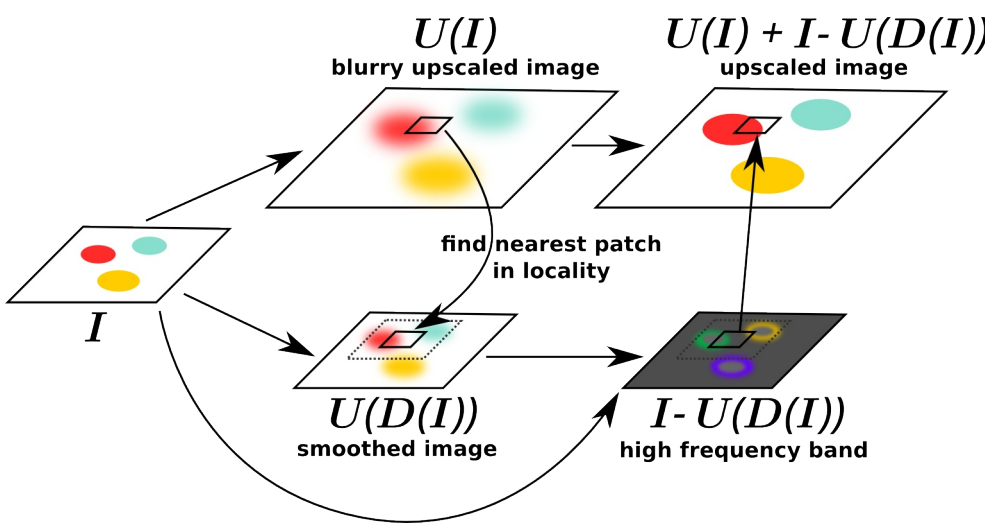 U(I)
blurry upscaled image
U(I) + I- U(D(I))
upscaled image
find nearest patch
in locality
I
U(D(I))
smoothed image
I- U(D(I))
high frequency band